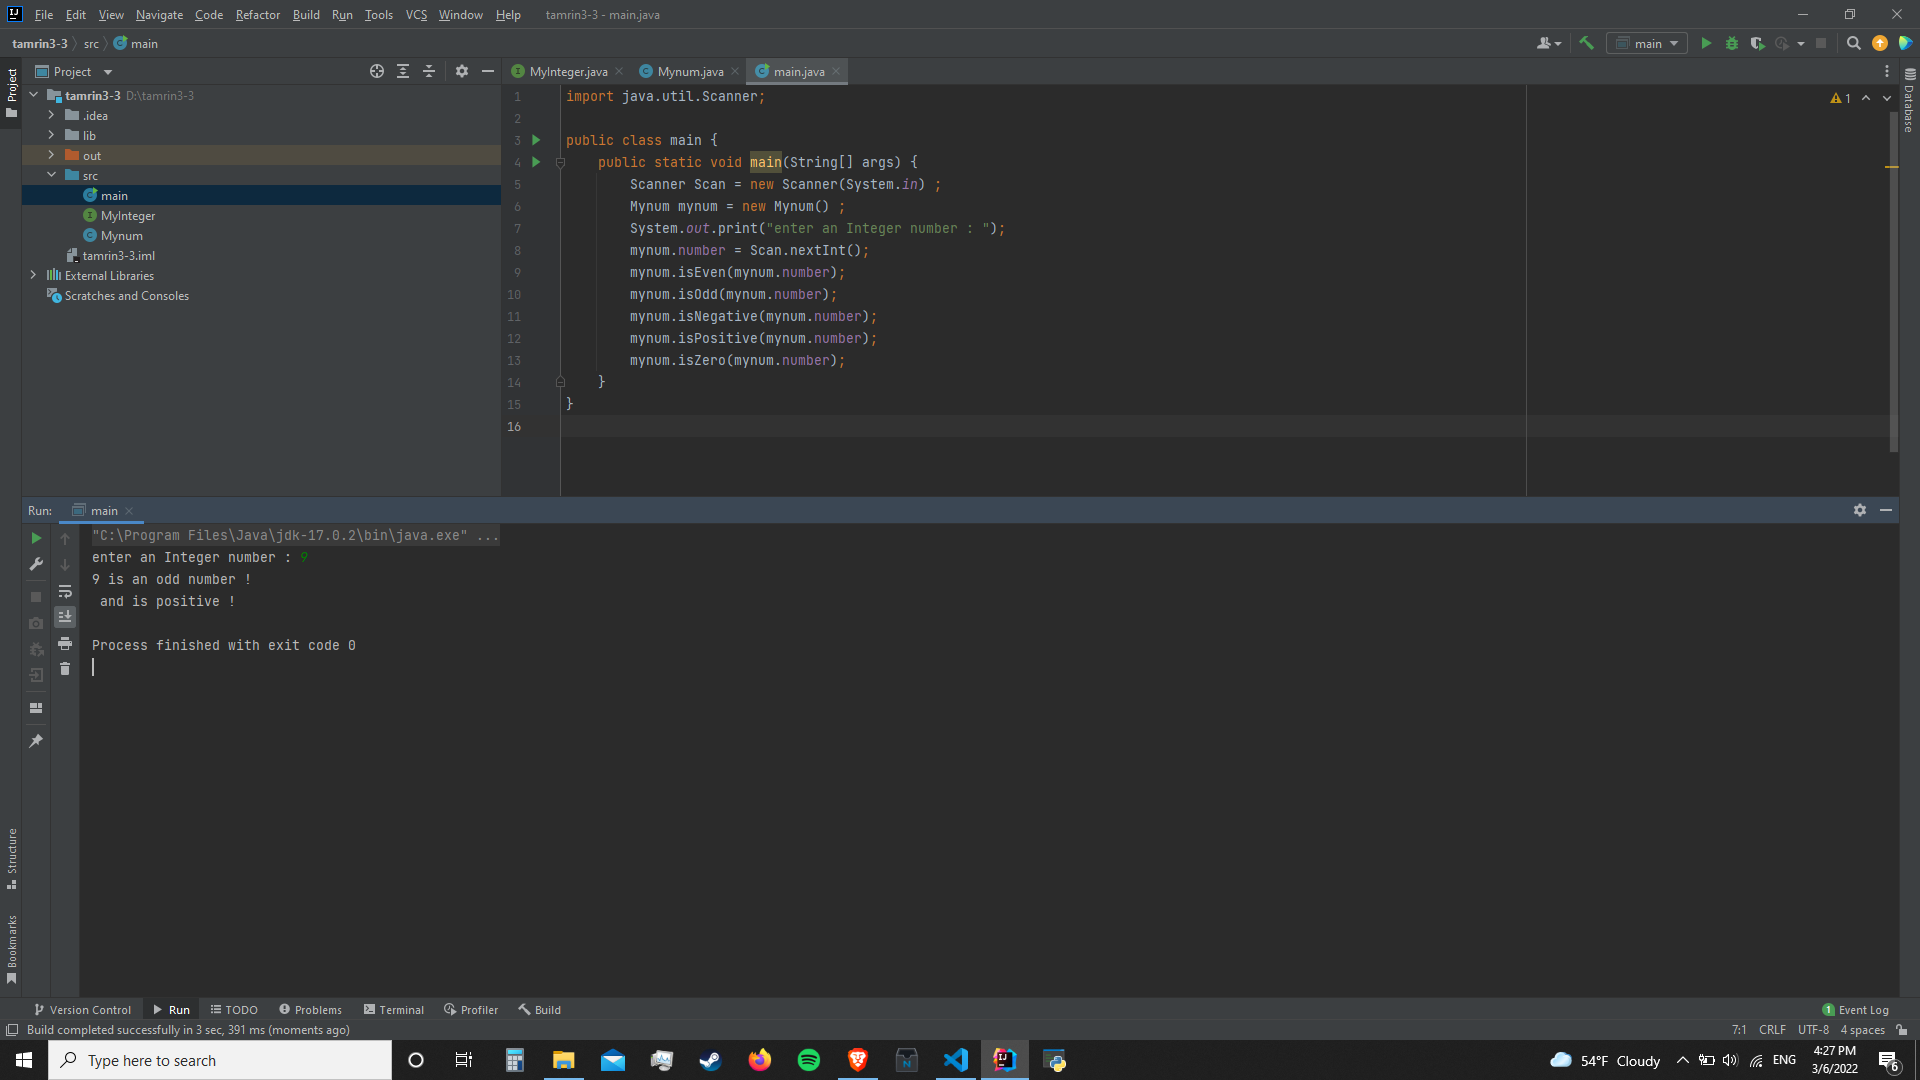 File Edit View Navigate Code Refactor Build Run Tools VCS Window Help tamrin3-3 - main.java
tamrin3-3 src main
main
Project
Project
MyInteger.java Mynum.java main.java
tamrin3-3 D:\tamrin3-3
.idea
lib
out
src
main
MyInteger
Mynum
tamrin3-3.iml
External Libraries
Scratches and Consoles
1 import java.util.Scanner;
2
3 public class main {
4 public static void main(String[] args) {
5 Scanner Scan = new Scanner(System.in) ;
6 Mynum mynum = new Mynum() ;
7 System.out.print("enter an Integer number : ");
8 mynum.number = Scan.nextInt();
9 mynum.isEven(mynum.number);
10 mynum.isOdd(mynum.number);
11 mynum.isNegative(mynum.number);
12 mynum.isPositive(mynum.number);
13 mynum.isZero(mynum.number);
14 }
15 }
16
1
Database
Run: main
"C:\Program Files\Java\jdk-17.0.2\bin\java.exe" ...
enter an Integer number : 9
9 is an odd number !
and is positive !
Process finished with exit code 0
Structure
Bookmarks
Version Control Run TODO Problems Terminal Profiler Build 1 Event Log
Build completed successfully in 3 sec, 391 ms (moments ago) 7:1 CRLF UTF-8 4 spaces
Type here to search
54°F Cloudy ENG
4:27 PM
3/6/2022
6